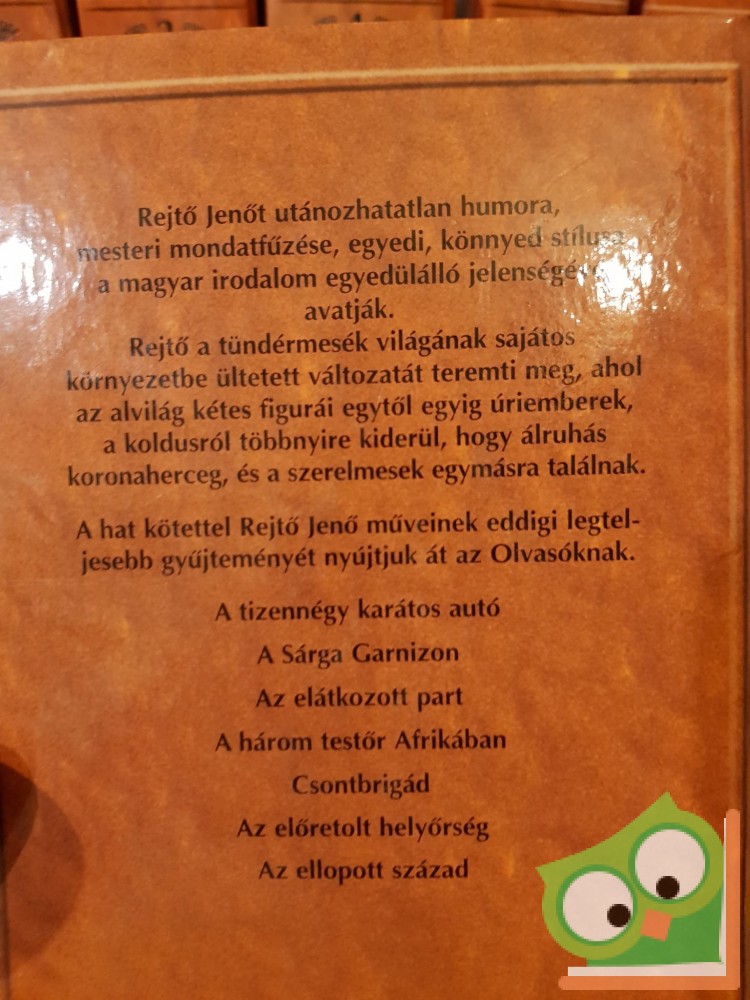 Rejtő Jenőt utánozhatatlan humora,
mesteri mondatfűzése, egyedi, könnyed stílusa
a magyar irodalom egyedülálló jelenségévé
avatják.
Rejtő a tündérmesék világának sajátos
környezetbe ültetett változatát teremti meg, ahol
az alvilág kétes figurái egytől egyig úriemberek,
a koldusról többnyire kiderül, hogy álruhás
koronaherceg, és a szerelmesek egymásra találnak.
A hat kötettel Rejtő Jenő műveinek eddigi legtel-
jesebb gyűjteményét nyújtjuk át az Olvasóknak.
A tizennégy karátos autó
A Sárga Garnizon
Az elátkozott part
A három testőr Afrikában
Csontbrigád
Az előretolt helyőrség
Az ellopott század